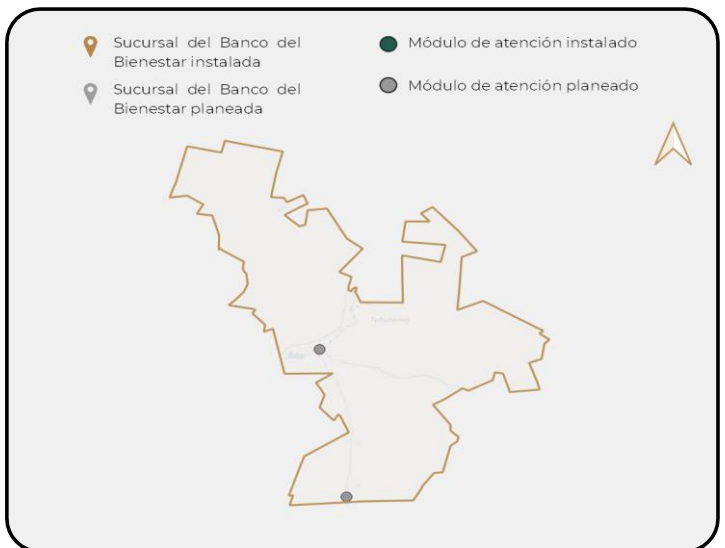 Sucursal del Banco del
Bienestar instalada
Sucursal del Banco del
Bienestar planeada
Módulo de atención instalado
Módulo de atención planeado